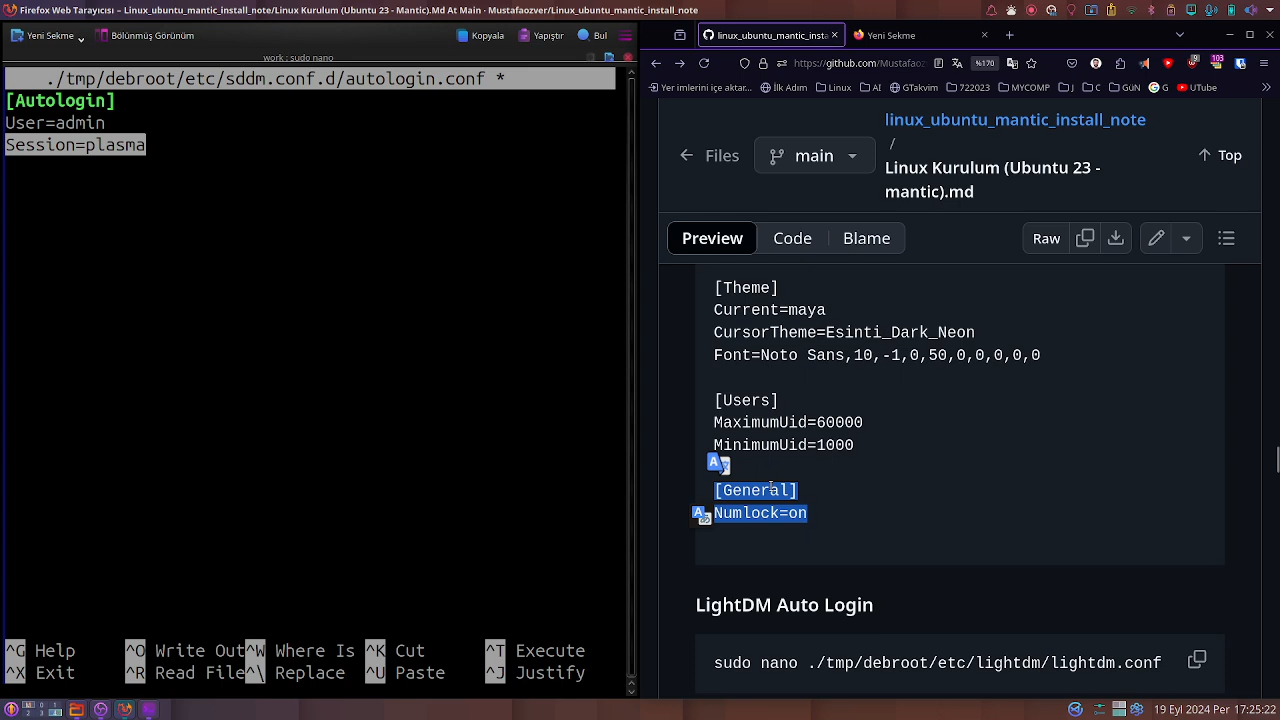 Firefox Web Tarayıcısı — Linux_ubuntu_mantic_install_note/Linux Kurulum (Ubuntu 23 - Mantic).Md At Main · Mustafaozver/Linux_ubuntu_mantic_install_note
Yeni Sekme
Bölünmüş Görünüm
Kopyala
Yapıştır
Bul
work : sudo nano
./tmp/debroot/etc/sddm.conf.d/autologin.conf *
[Autologin]
User=admin
Session=plasma
^G Help
^O Write Out
^W Where Is
^K Cut
^T Execute
^X Exit
^R Read File
^\ Replace
^U Paste
^J Justify
linux_ubuntu_mantic_insta
Yeni Sekme
https://github.com/Mustafaoz
%170
103
Yer imlerini içe aktar...
İlk Adım
Linux
AI
GTakvim
722023
MYCOMP
J
C
GüN
G
UTube
linux_ubuntu_mantic_install_note
/
Files
main
Linux Kurulum (Ubuntu 23 -
mantic).md
Top
Preview
Code
Blame
Raw
[Theme]
Current=maya
CursorTheme=Esinti_Dark_Neon
Font=Noto Sans,10,-1,0,50,0,0,0,0,0
[Users]
MaximumUid=60000
MinimumUid=1000
[General]
Numlock=on
LightDM Auto Login
sudo nano ./tmp/debroot/etc/lightdm/lightdm.conf
19 Eyl 2024 Per 17:25:22